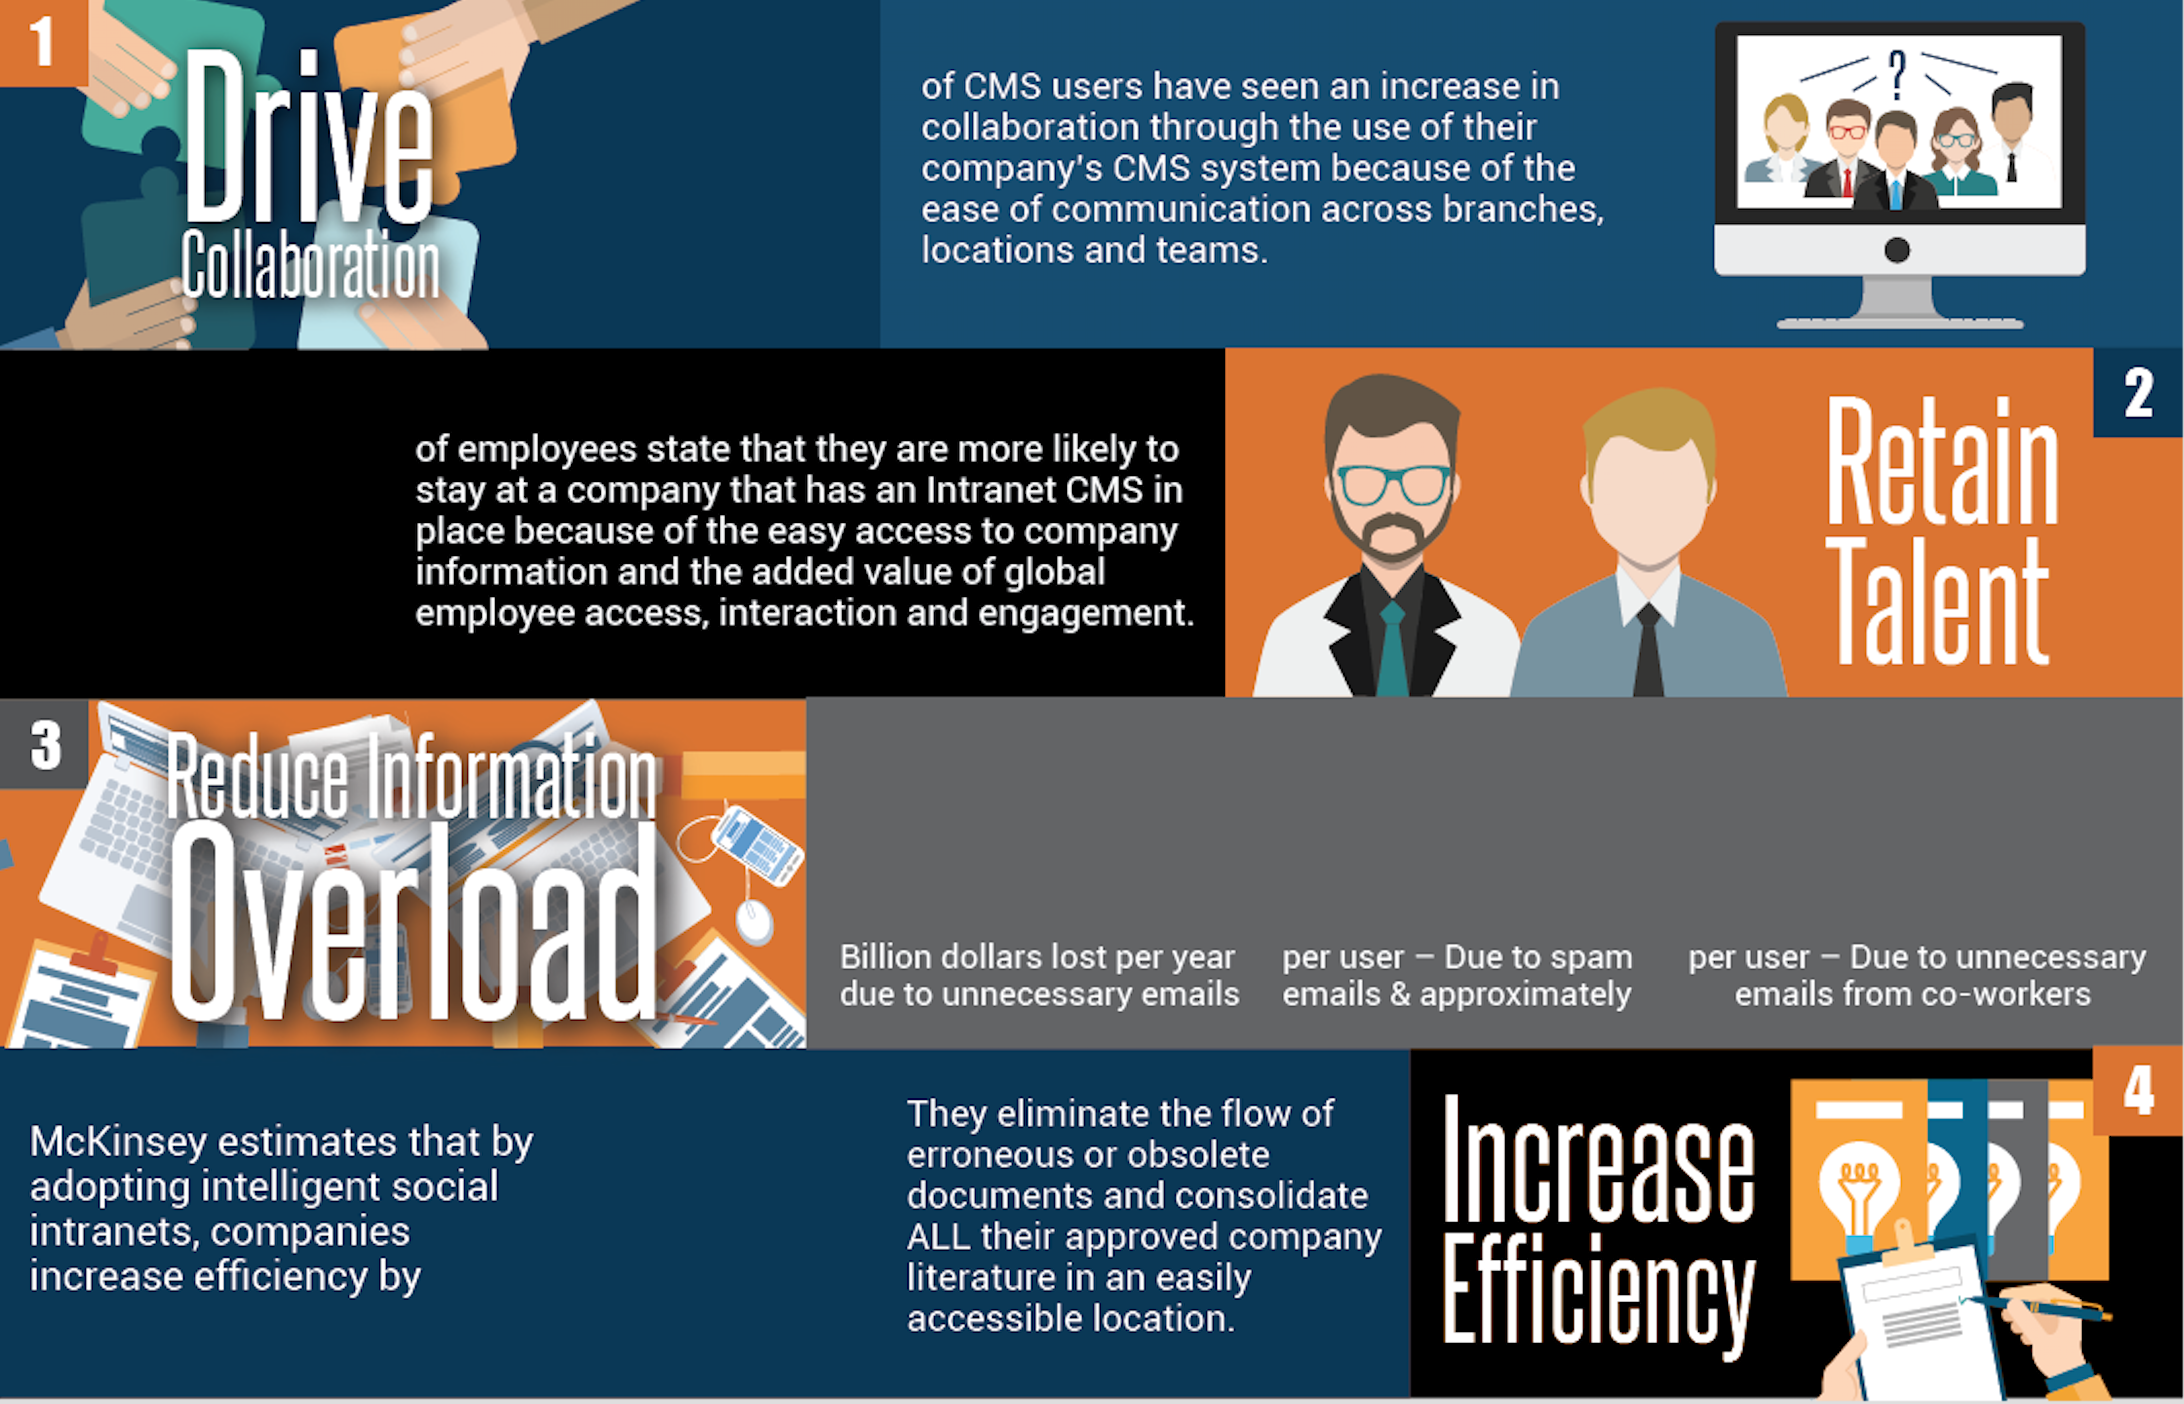 1
Drive
Collaboration
of CMS users have seen an increase in
collaboration through the use of their
company's CMS system because of the
ease of communication across branches,
locations and teams.
?
of employees state that they are more likely to
stay at a company that has an Intranet CMS in
place because of the easy access to company
information and the added value of global
employee access, interaction and engagement.
2
Retain
Talent
3
Reduce Information
Overload
Billion dollars lost per year
due to unnecessary emails
per user – Due to spam
emails & approximately
per user – Due to unnecessary
emails from co-workers
McKinsey estimates that by
adopting intelligent social
intranets, companies
increase efficiency by
They eliminate the flow of
erroneous or obsolete
documents and consolidate
ALL their approved company
literature in an easily
accessible location.
4
Increase
Efficiency